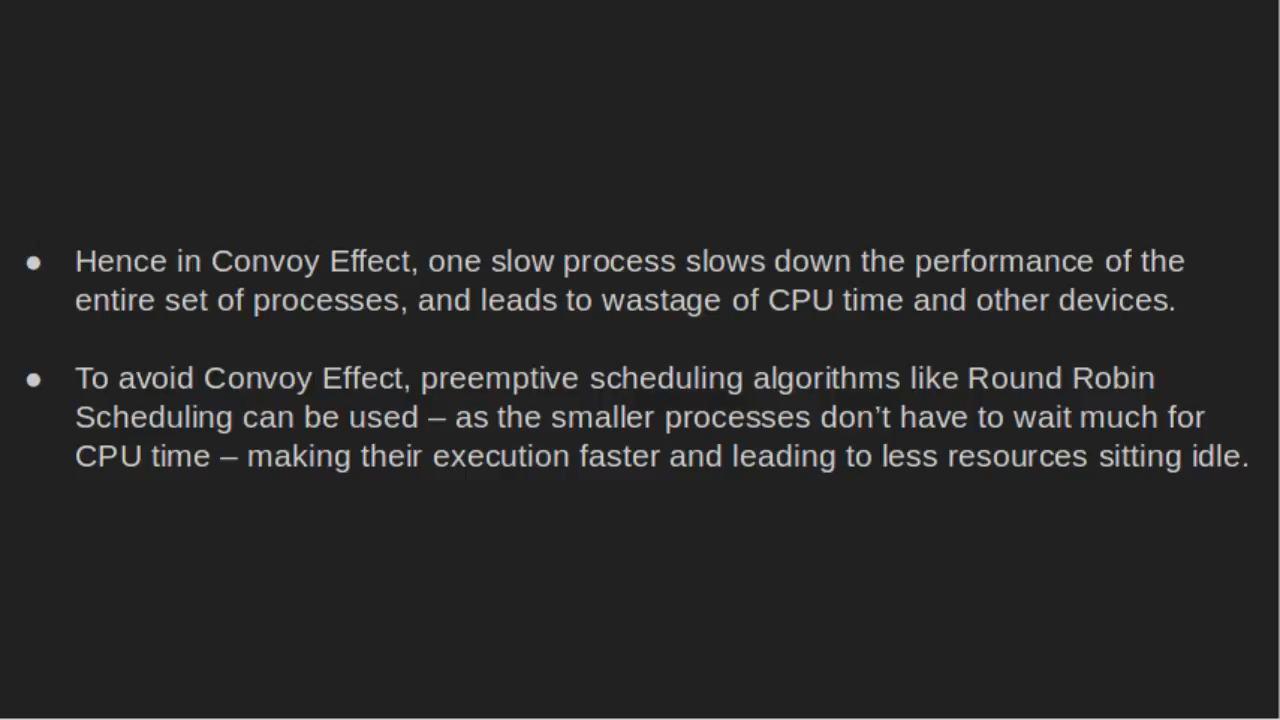 ● Hence in Convoy Effect, one slow process slows down the performance of the
entire set of processes, and leads to wastage of CPU time and other devices.
● To avoid Convoy Effect, preemptive scheduling algorithms like Round Robin
Scheduling can be used – as the smaller processes don’t have to wait much for
CPU time – making their execution faster and leading to less resources sitting idle.